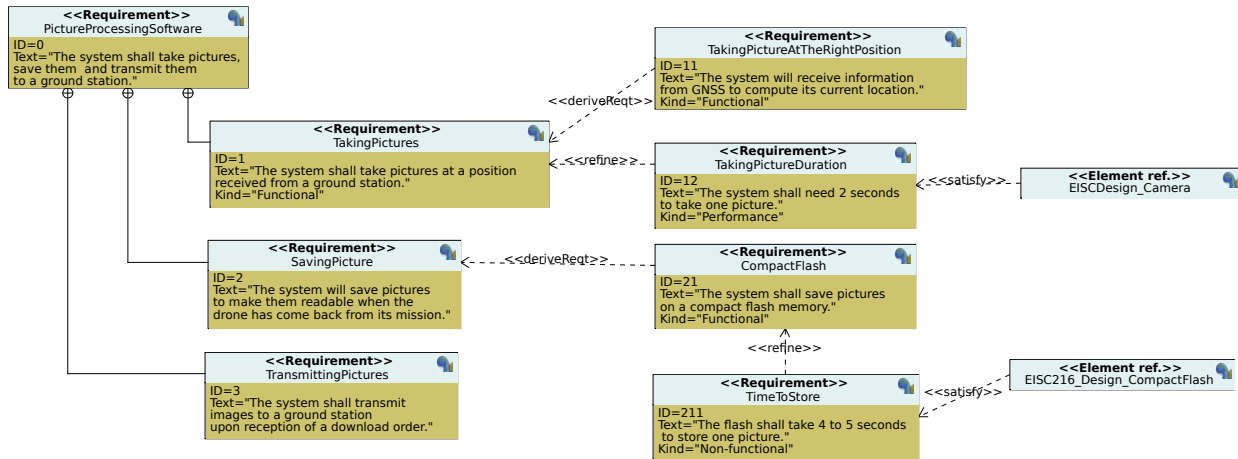 <<Requirement>>
PictureProcessingSoftware
ID=0
Text="The system shall take pictures,
save them  and transmit them
to a ground station."
<<Requirement>>
TakingPictureAtTheRightPosition
ID=11
Text="The system will receive information
from GNSS to compute its current location."
Kind="Functional"
<<deriveReqt>>
<<Requirement>>
TakingPictures
ID=1
Text="The system shall take pictures at a position
received from a ground station."
Kind="Functional"
<<refine>>
<<Requirement>>
TakingPictureDuration
ID=12
Text="The system shall need 2 seconds
to take one picture."
Kind="Performance"
<<satisfy>>
<<Element ref.>>
EISCDesign_Camera
<<Requirement>>
SavingPicture
ID=2
Text="The system will save pictures
to make them readable when the
drone has come back from its mission."
<<deriveReqt>>
<<Requirement>>
CompactFlash
ID=21
Text="The system shall save pictures
on a compact flash memory."
Kind="Functional"
<<refine>>
<<Requirement>>
TransmittingPictures
ID=3
Text="The system shall transmit
images to a ground station
upon reception of a download order."
<<Requirement>>
TimeToStore
ID=211
Text="The flash shall take 4 to 5 seconds
to store one picture."
Kind="Non-functional"
<<satisfy>>
<<Element ref.>>
EISC216_Design_CompactFlash